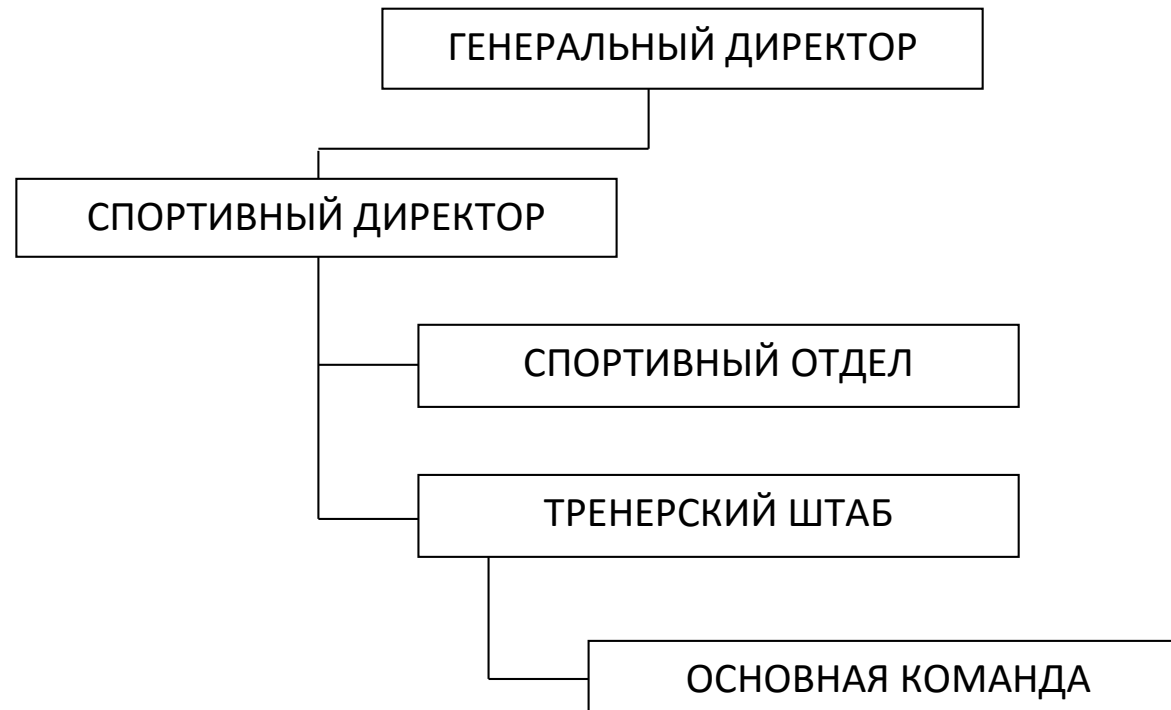 ГЕНЕРАЛЬНЫЙ ДИРЕКТОР
СПОРТИВНЫЙ ДИРЕКТОР
СПОРТИВНЫЙ ОТДЕЛ
ТРЕНЕРСКИЙ ШТАБ
ОСНОВНАЯ КОМАНДА